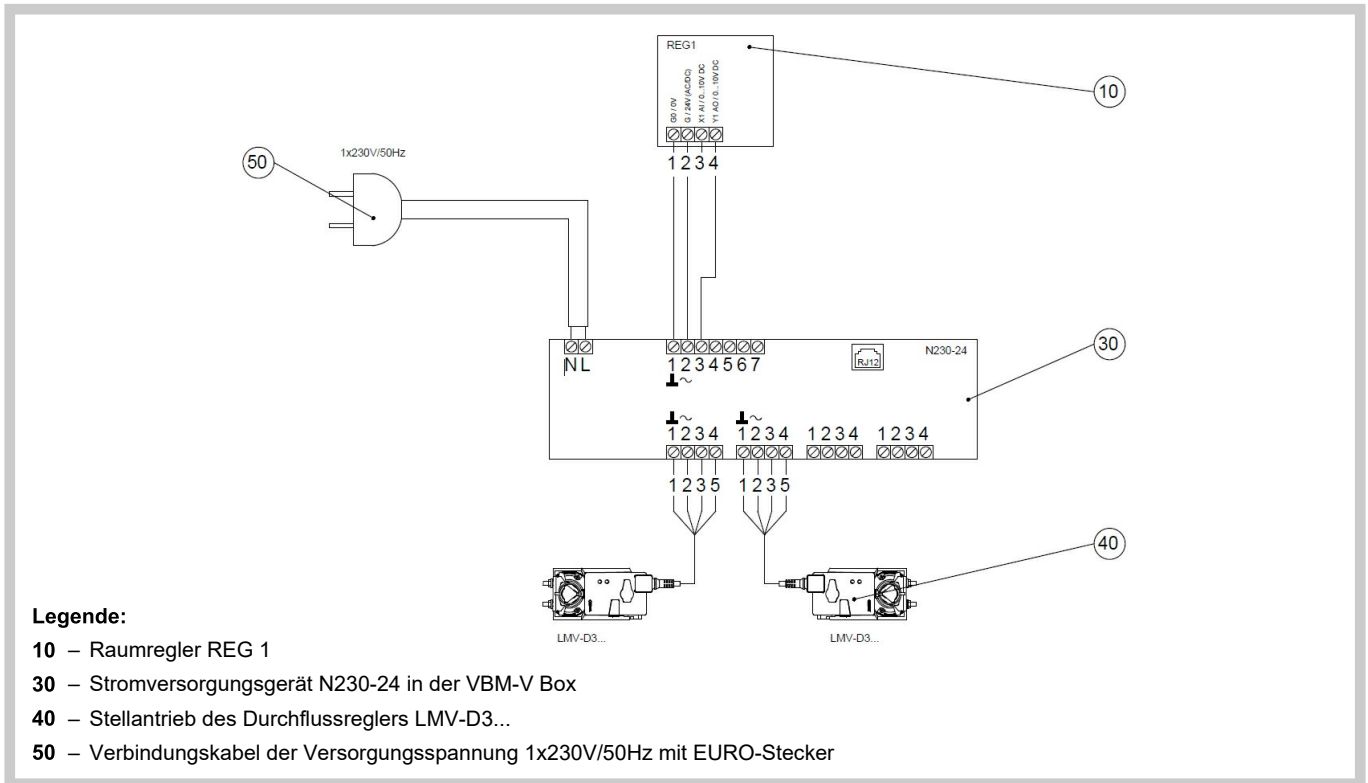 REG1
G0 / 0V
G / 24V (AC/DC)
X1 AI / 0...10V DC
Y1 AO / 0...10V DC
1 2 3 4
10
50
1x230V/50Hz
30
N L
1 2 3 4 5 6 7
RJ12
N230-24
1 2 3 4
1 2 3 4
1 2 3 4
1 2 3 4
1 2 3 5
1 2 3 5
40
LMV-D3...
LMV-D3...
Legende:
10 – Raumregler REG 1
30 – Stromversorgungsgerät N230-24 in der VBM-V Box
40 – Stellantrieb des Durchflussreglers LMV-D3...
50 – Verbindungskabel der Versorgungsspannung 1x230V/50Hz mit EURO-Stecker